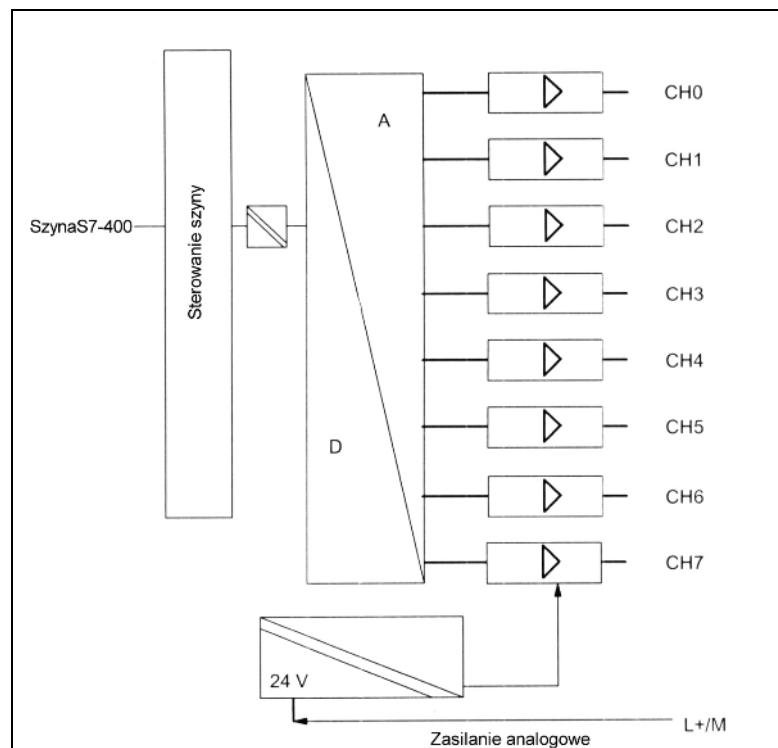 CH0
A
CH1
SzynaS7-400
Sterowanie szyny
CH2
CH3
CH4
D
CH5
CH6
CH7
24 V
L+/M
Zasilanie analogowe